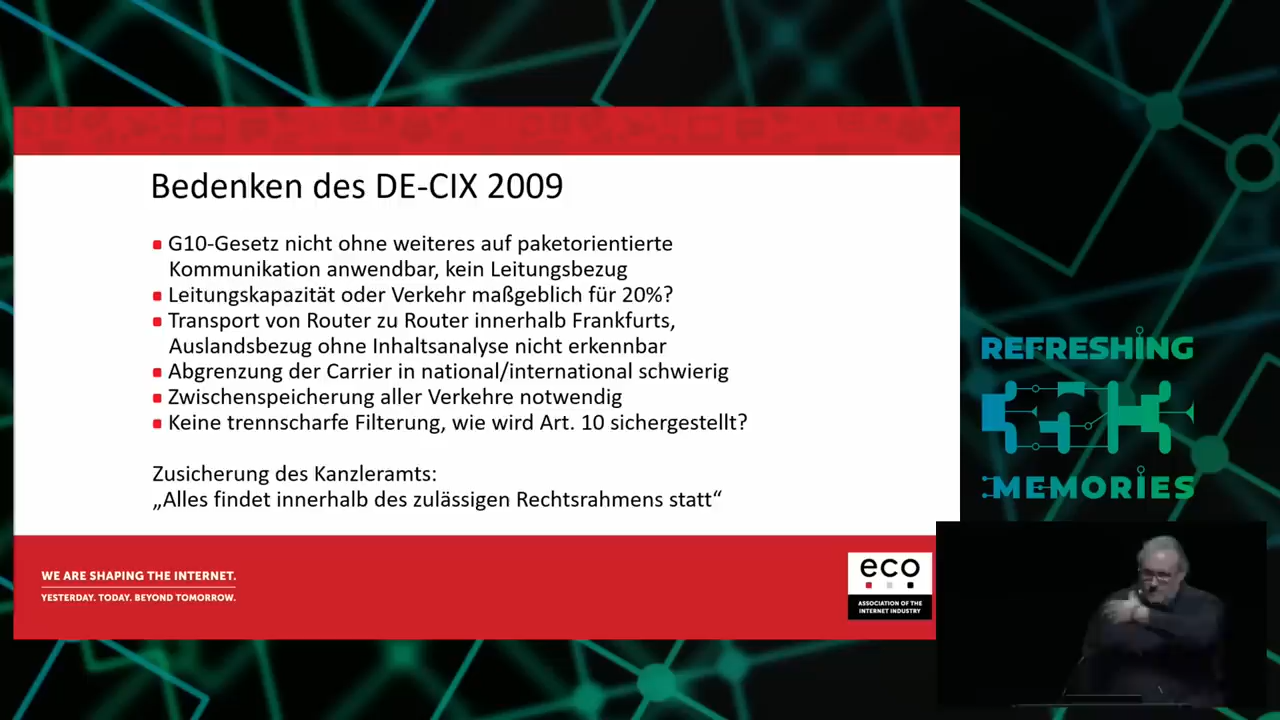 Bedenken des DE-CIX 2009
G10-Gesetz nicht ohne weiteres auf paketorientierte
Kommunikation anwendbar, kein Leitungsbezug
Leitungskapazität oder Verkehr maßgeblich für 20%?
Transport von Router zu Router innerhalb Frankfurts,
Auslandsbezug ohne Inhaltsanalyse nicht erkennbar
Abgrenzung der Carrier in national/international schwierig
Zwischenspeicherung aller Verkehre notwendig
Keine trennscharfe Filterung, wie wird Art. 10 sichergestellt?
Zusicherung des Kanzleramts:
„Alles findet innerhalb des zulässigen Rechtsrahmens statt“
WE ARE SHAPING THE INTERNET.
YESTERDAY. TODAY. BEYOND TOMORROW.
eco
ASSOCIATION OF THE
INTERNET INDUSTRY
REFRESHING
MEMORIES